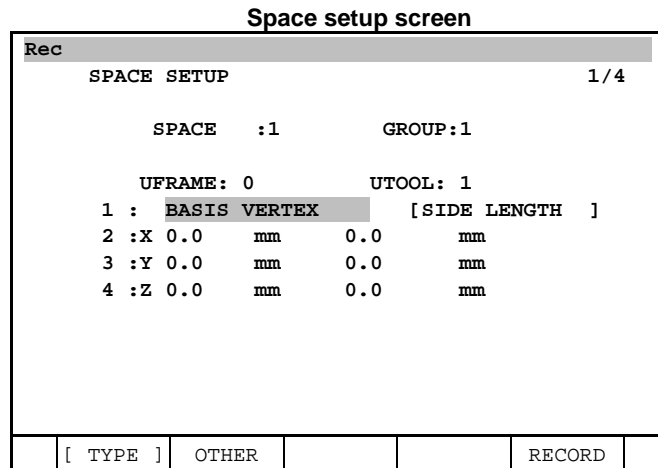 Space setup screen
Rec
SPACE SETUP 1/4
SPACE :1 GROUP:1
UFRAME: 0 UTOOL: 1
1 : BASIS VERTEX [SIDE LENGTH ]
2 :X 0.0 mm 0.0 mm
3 :Y 0.0 mm 0.0 mm
4 :Z 0.0 mm 0.0 mm
[ TYPE ] OTHER RECORD